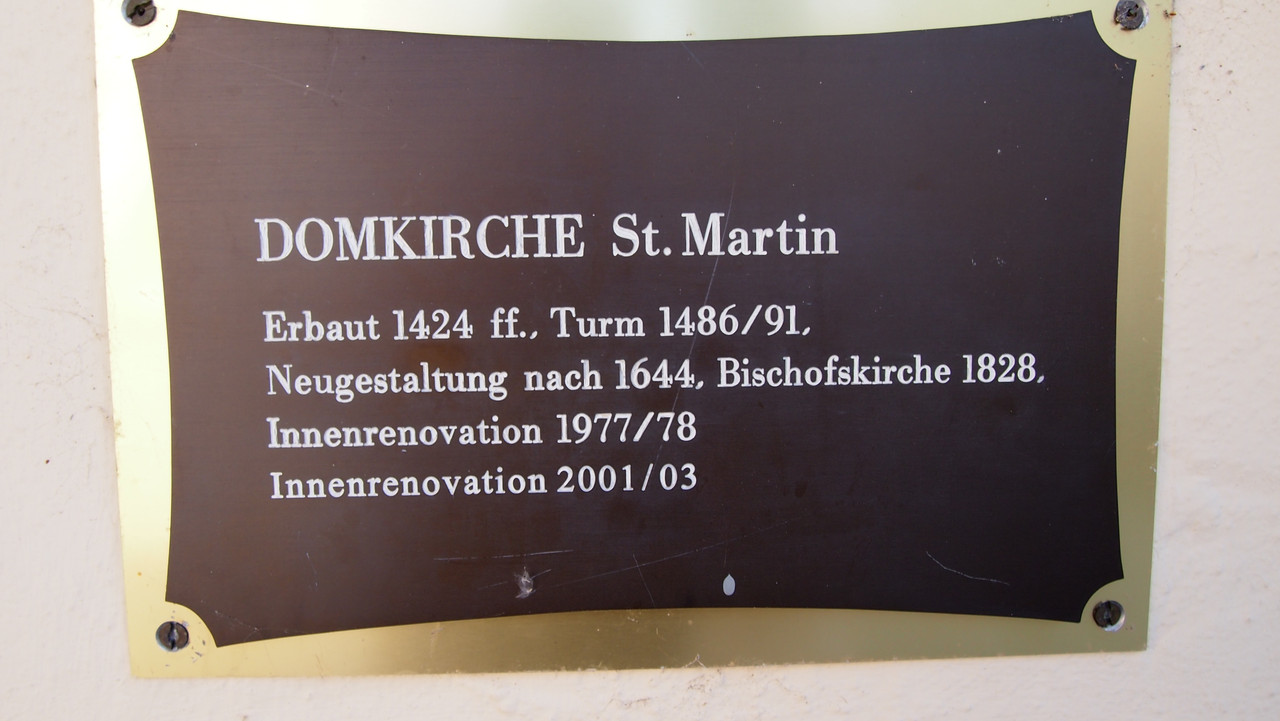 DOMKIRCHE St. Martin
Erbaut 1424 ff., Turm 1486/91,
Neugestaltung nach 1644, Bischofskirche 1828,
Innenrenovation 1977/78
Innenrenovation 2001/03